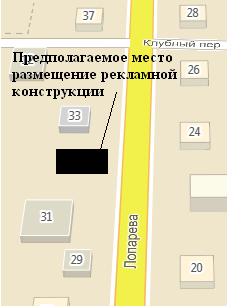 37
28
Клубный пер
Предполагаемое место
размещение рекламной
конструкции
26
33
24
31
Лопарева
29
20